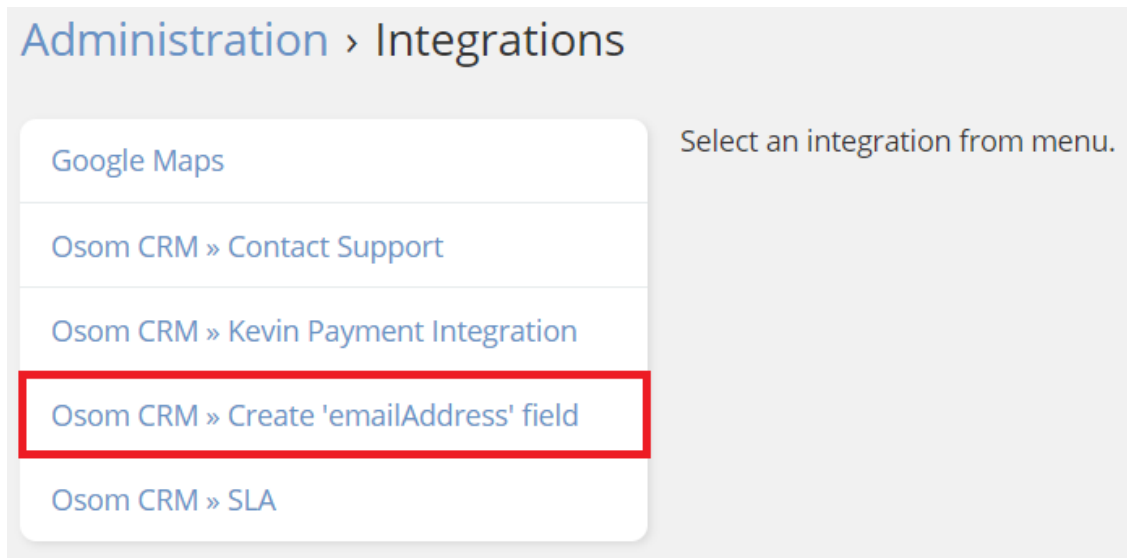 Administration › Integrations
Google Maps
Select an integration from menu.
Osom CRM » Contact Support
Osom CRM » Kevin Payment Integration
Osom CRM » Create 'emailAddress' field
Osom CRM » SLA